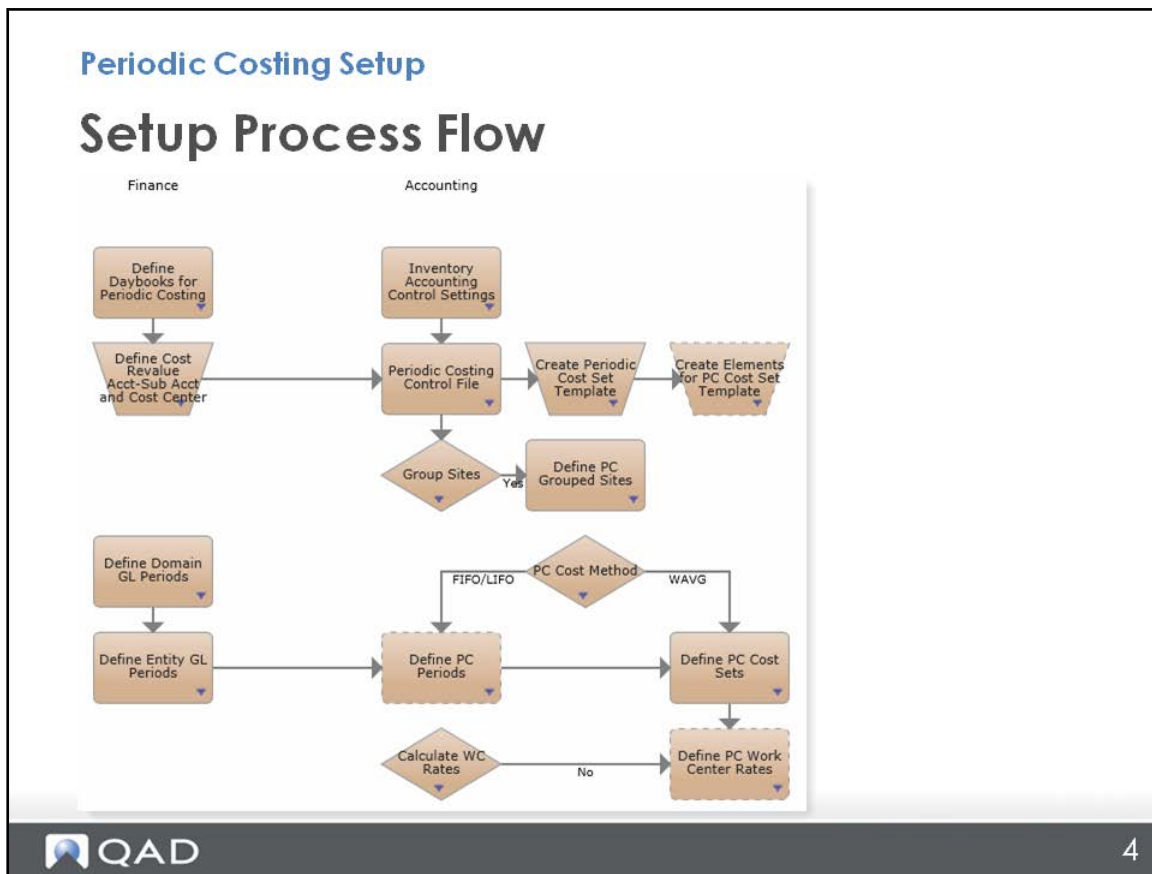 Periodic Costing Setup
Setup Process Flow
Finance
Accounting
Define
Daybooks for
Periodic Costing
Inventory
Accounting
Control Settings
Define Cost
Revalue
Acct-Sub Acct
and Cost Center
Periodic Costing
Control File
Create Periodic
Cost Set
Template
Create Elements
for PC Cost Set
Template
Group Sites
Yes
Define PC
Grouped Sites
Define Domain
GL Periods
FIFO/LIFO
PC Cost Method
WAVG
Define Entity GL
Periods
Define PC
Periods
Define PC Cost
Sets
Calculate WC
Rates
No
Define PC Work
Center Rates
QAD
4